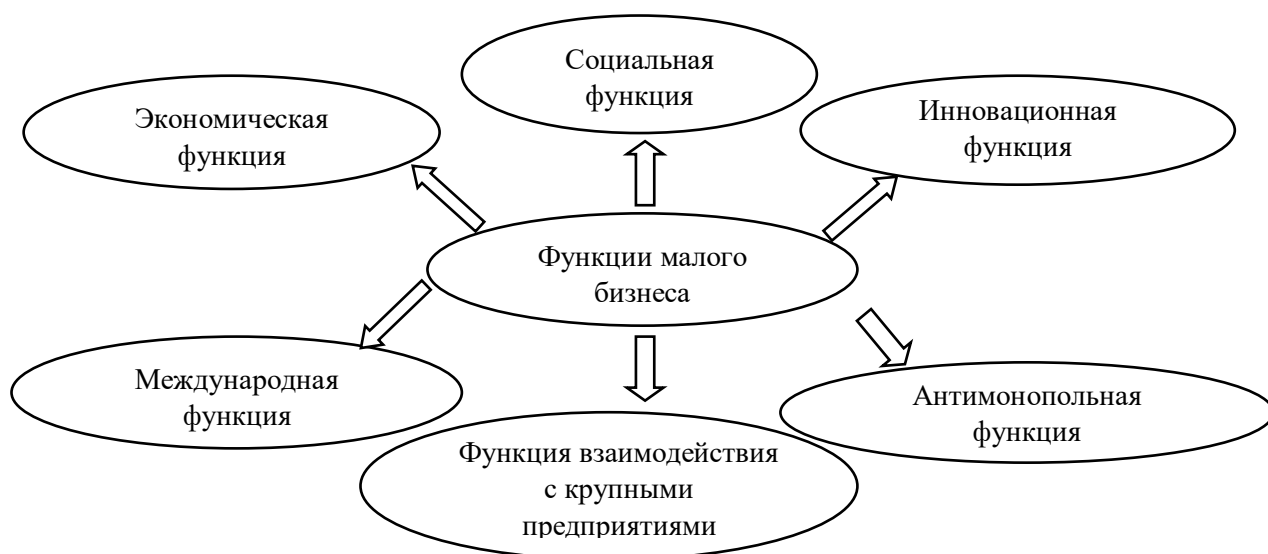 Социальная
функция
Экономическая
функция
Инновационная
функция
Функции малого
бизнеса
Международная
функция
Антимонопольная
функция
Функция взаимодействия
с крупными
предприятиями